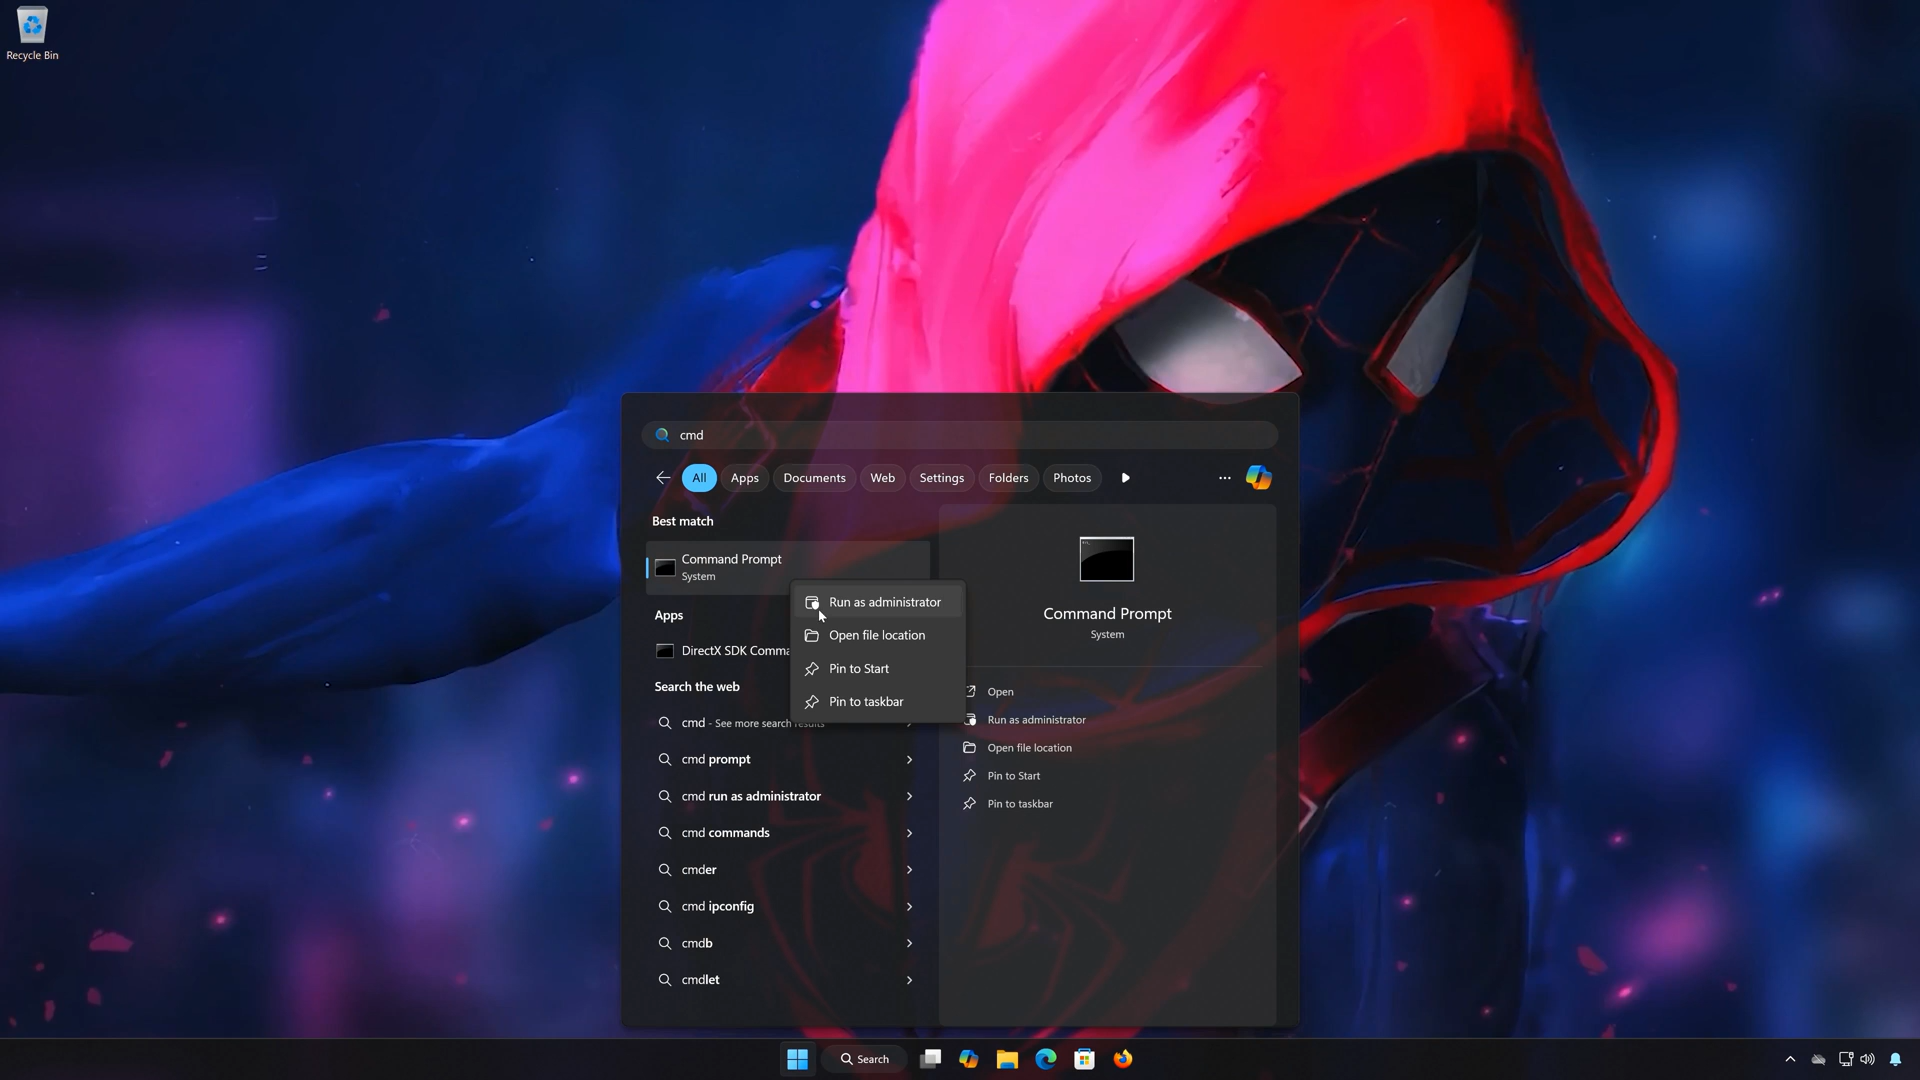 Recycle Bin
cmd
All
Apps
Documents
Web
Settings
Folders
Photos
Best match
Command Prompt
System
Apps
DirectX SDK Comma
Search the web
cmd - See more search results
cmd prompt
cmd run as administrator
cmd commands
cmder
cmd ipconfig
cmdb
cmdlet
Run as administrator
Open file location
Pin to Start
Pin to taskbar
Command Prompt
System
Open
Run as administrator
Open file location
Pin to Start
Pin to taskbar
Search